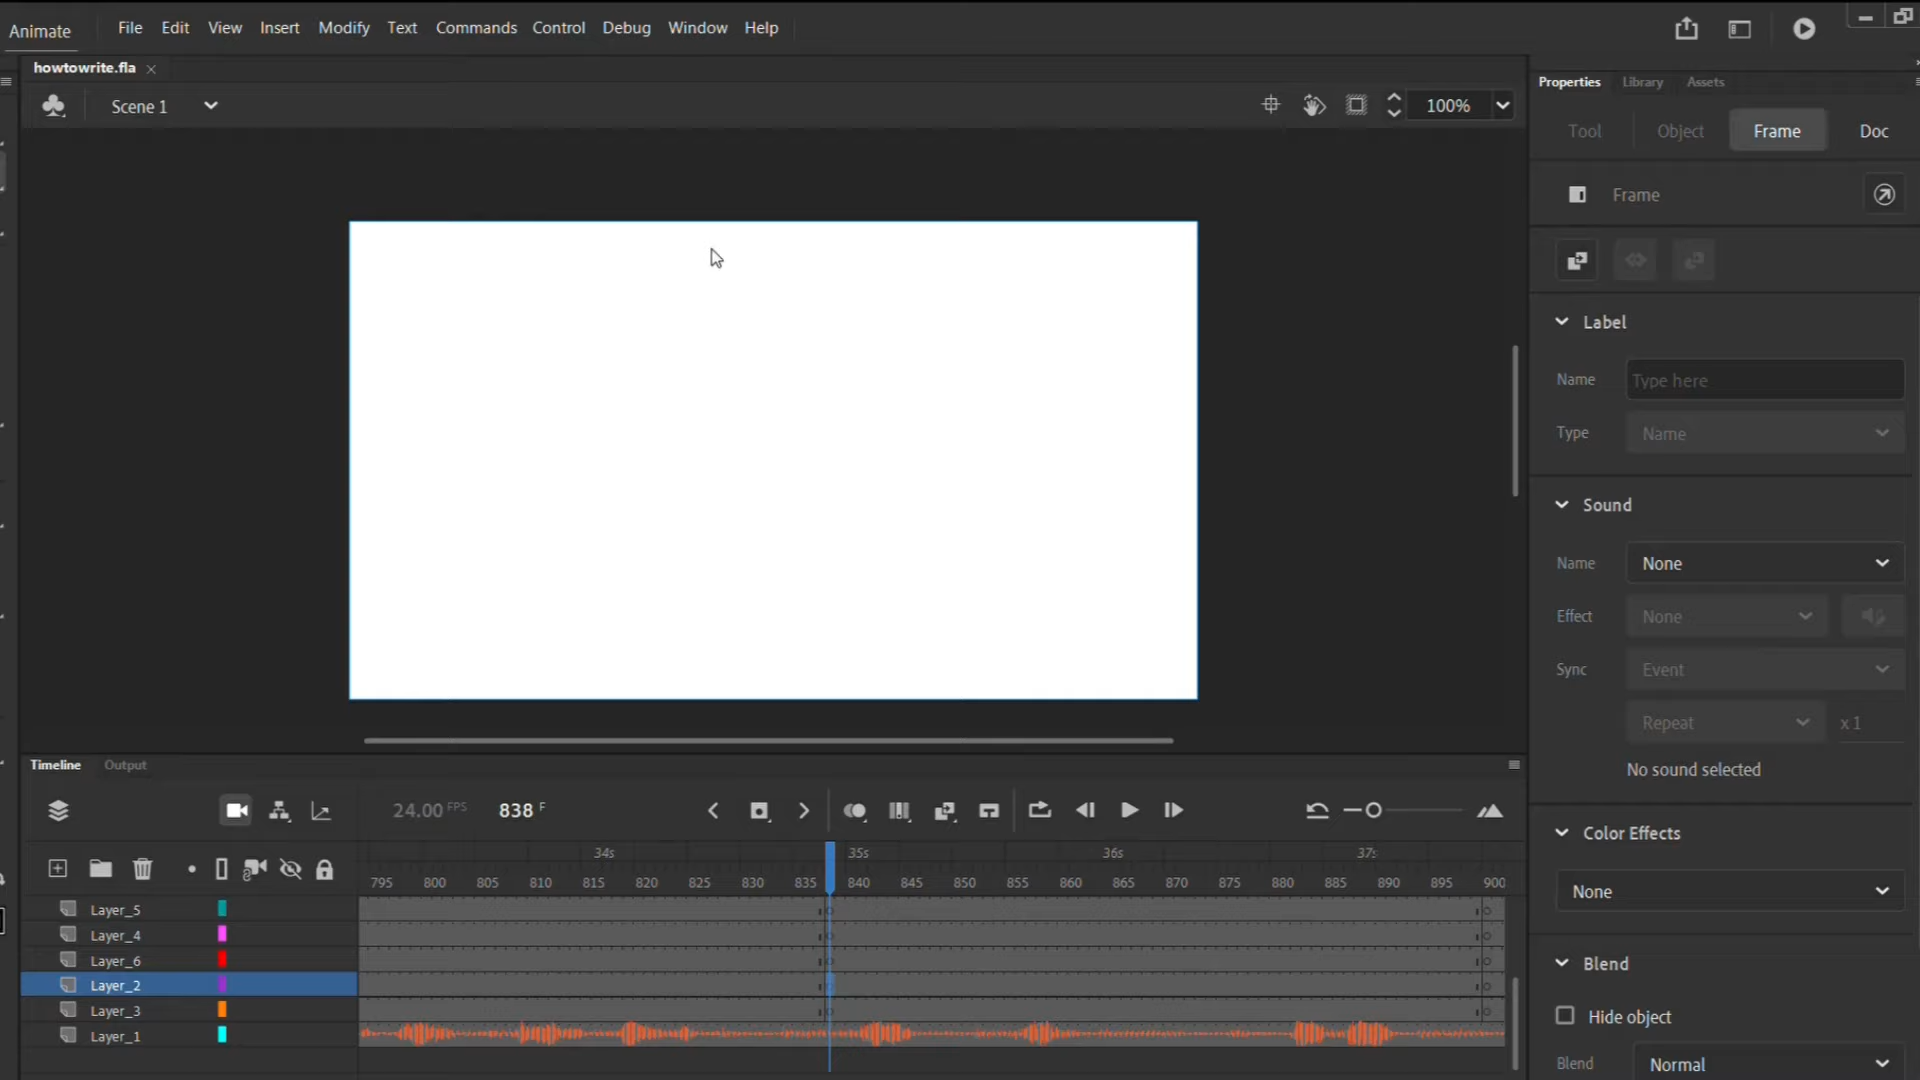 Animate File Edit View Insert Modify Text Commands Control Debug Window Help
howtowrite.fla
Properties Library Assets
Scene 1
100%
Tool Object Frame Doc
Frame
Label
Name Type here
Type Name
Sound
Name None
Effect None
Sync Event
Repeat x 1
No sound selected
Timeline Output
24.00 FPS 838 F
Color Effects
None
34s 35s 36s 37s
795 800 805 810 815 820 825 830 835 840 845 850 855 860 865 870 875 880 885 890 895 900
Layer_5
Layer_4
Layer_6
Layer_2
Layer_3
Layer_1
Blend
Hide object
Blend Normal